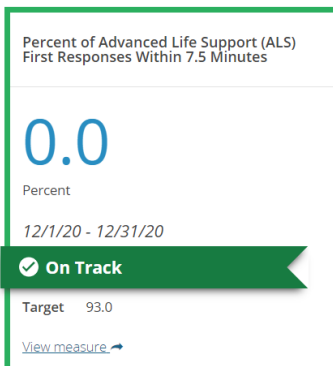 Percent of Advanced Life Support (ALS)
First Responses Within 7.5 Minutes
0.0
Percent
12/1/20 - 12/31/20
On Track
Target 93.0
View measure